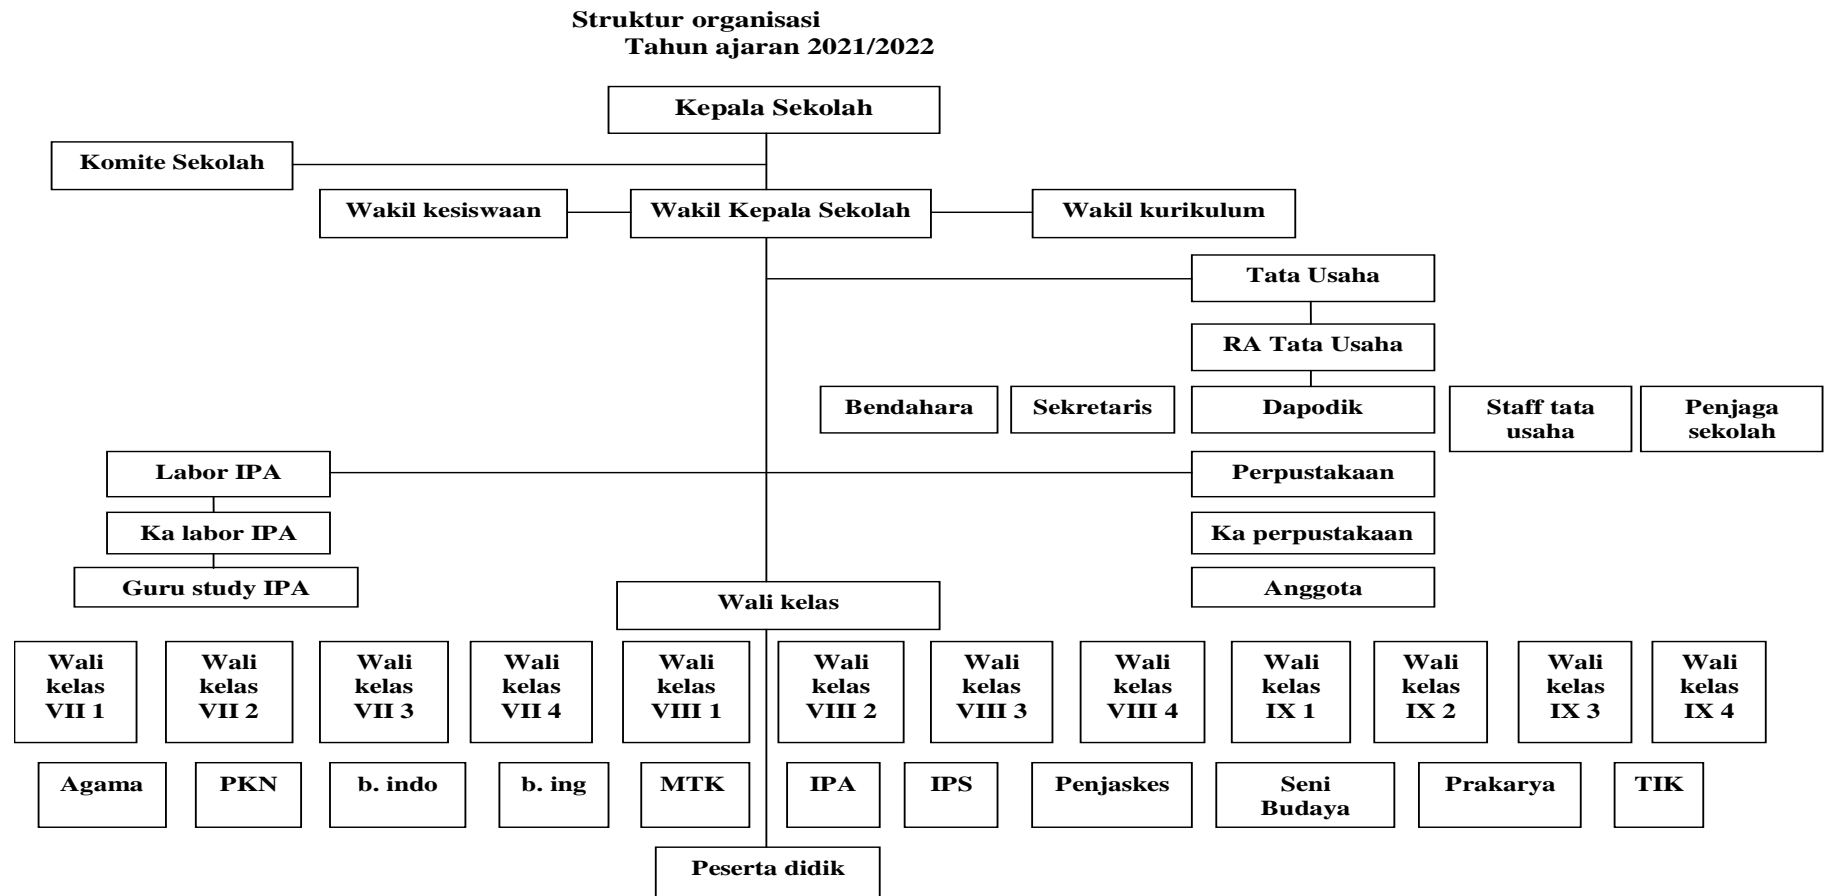 Struktur organisasi
Tahun ajaran 2021/2022
Kepala Sekolah
Komite Sekolah
Wakil kesiswaan
Wakil Kepala Sekolah
Wakil kurikulum
Tata Usaha
RA Tata Usaha
Bendahara
Sekretaris
Dapodik
Staff tata
usaha
Penjaga
sekolah
Labor IPA
Perpustakaan
Ka labor IPA
Ka perpustakaan
Guru study IPA
Anggota
Wali kelas
Wali
kelas
VII 1
Wali
kelas
VII 2
Wali
kelas
VII 3
Wali
kelas
VII 4
Wali
kelas
VIII 1
Wali
kelas
VIII 2
Wali
kelas
VIII 3
Wali
kelas
VIII 4
Wali
kelas
IX 1
Wali
kelas
IX 2
Wali
kelas
IX 3
Wali
kelas
IX 4
Agama
PKN
b. indo
b. ing
MTK
IPA
IPS
Penjaskes
Seni
Budaya
Prakarya
TIK
Peserta didik